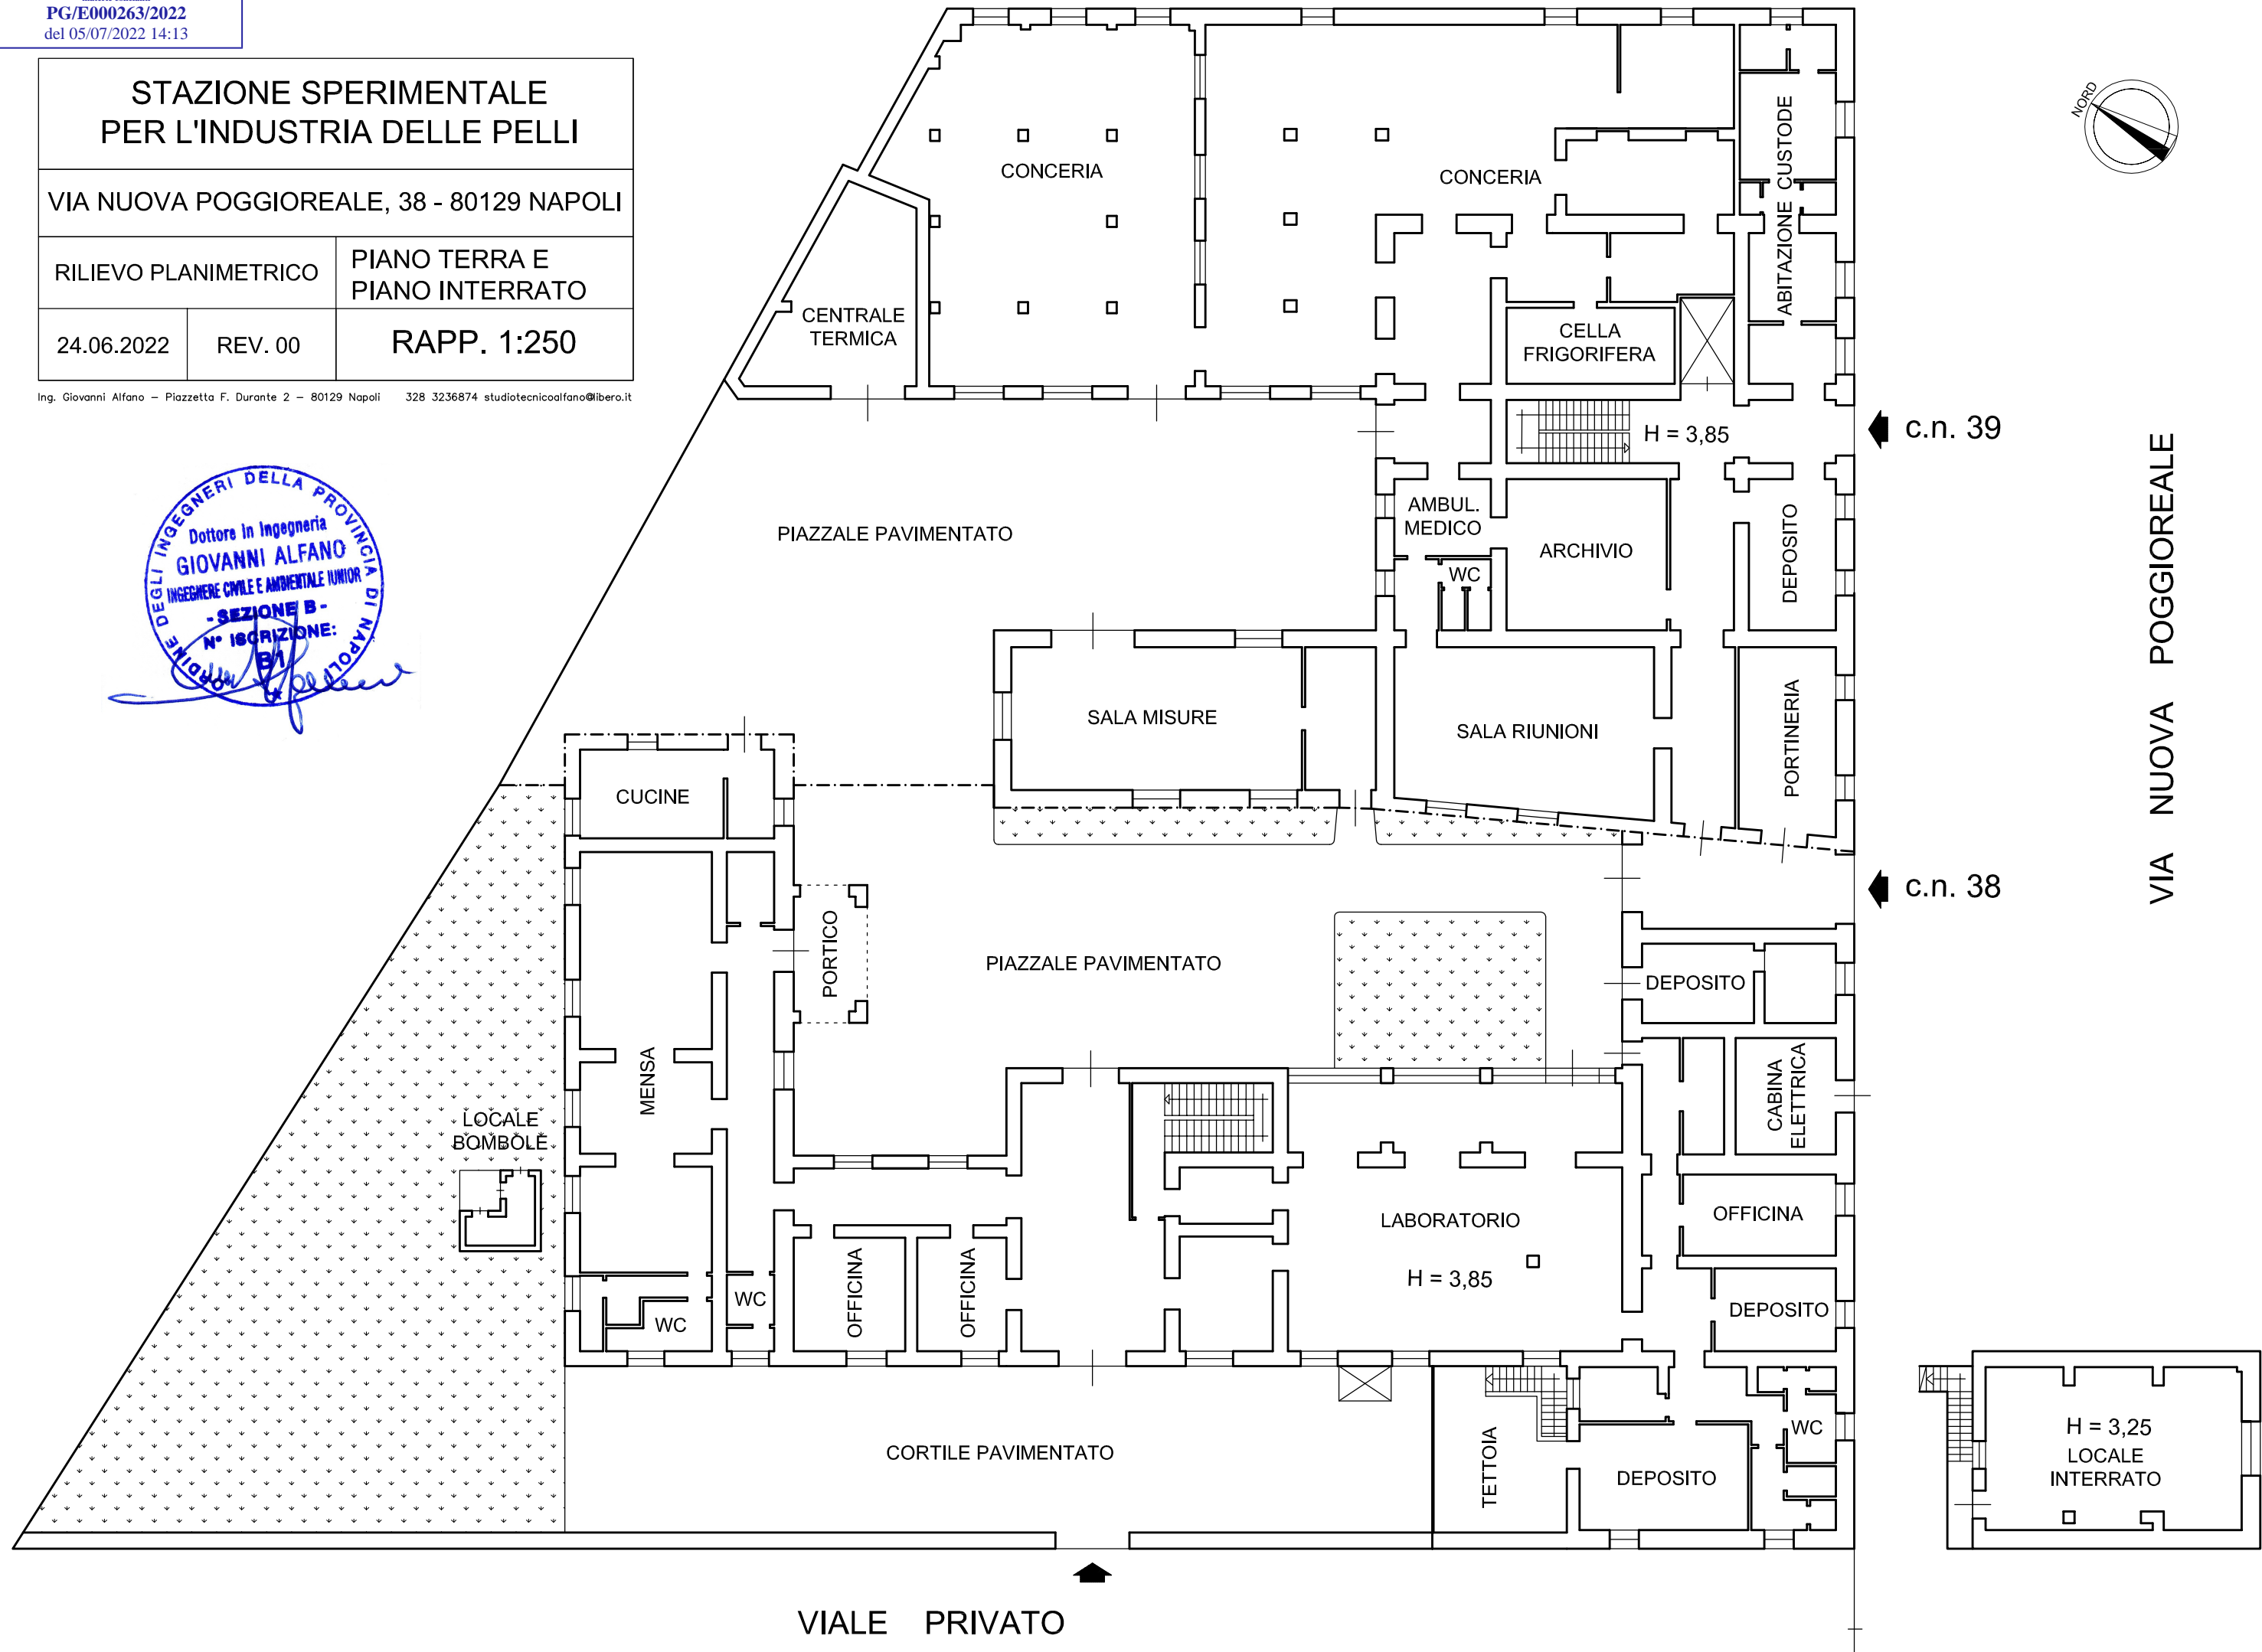 PG/E000263/2022
del 05/07/2022 14:13
STAZIONE SPERIMENTALE
PER L'INDUSTRIA DELLE PELLI
VIA NUOVA POGGIOREALE, 38 - 80129 NAPOLI
RILIEVO PLANIMETRICO
PIANO TERRA E
PIANO INTERRATO
24.06.2022
REV. 00
RAPP. 1:250
Ing. Giovanni Alfano – Piazzetta F. Durante 2 – 80129 Napoli 328 3236874 studiotecnicoalfano@libero.it
ORDINE DEGLI INGEGNERI DELLA PROVINCIA DI NAPOLI
Dottore in Ingegneria
GIOVANNI ALFANO
INGEGNERE CIVILE E AMBIENTALE IUNIOR
- SEZIONE B -
N° ISCRIZIONE:
B1
NORD
CONCERIA
CONCERIA
ABITAZIONE CUSTODE
CENTRALE
TERMICA
CELLA
FRIGORIFERA
H = 3,85
c.n. 39
VIA NUOVA POGGIOREALE
PIAZZALE PAVIMENTATO
AMBUL.
MEDICO
WC
ARCHIVIO
DEPOSITO
SALA MISURE
SALA RIUNIONI
PORTINERIA
CUCINE
c.n. 38
PORTICO
PIAZZALE PAVIMENTATO
DEPOSITO
MENSA
CABINA
ELETTRICA
LOCALE
BOMBOLE
LABORATORIO
H = 3,85
OFFICINA
OFFICINA
OFFICINA
WC
WC
DEPOSITO
CORTILE PAVIMENTATO
TETTOIA
DEPOSITO
WC
H = 3,25
LOCALE
INTERRATO
VIALE PRIVATO